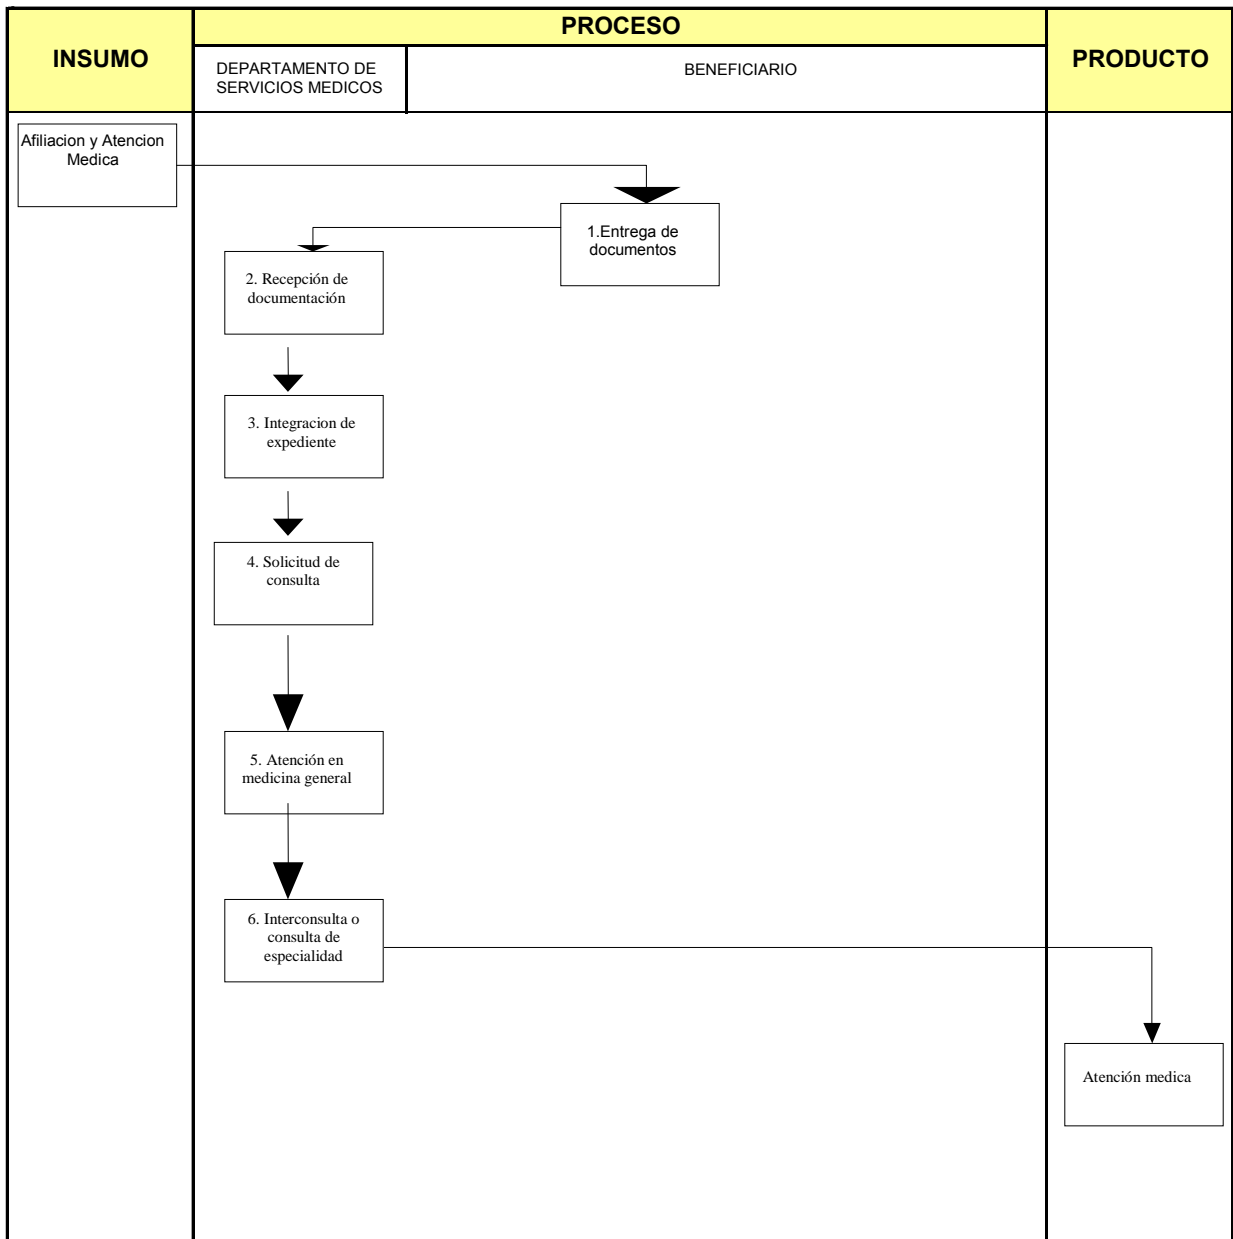 INSUMO
PROCESO
PRODUCTO
DEPARTAMENTO DE
SERVICIOS MEDICOS
BENEFICIARIO
Afiliacion y Atencion
Medica
1.Entrega de
documentos
2. Recepción de
documentación
3. Integracion de
expediente
4. Solicitud de
consulta
5. Atención en
medicina general
6. Interconsulta o
consulta de
especialidad
Atención medica